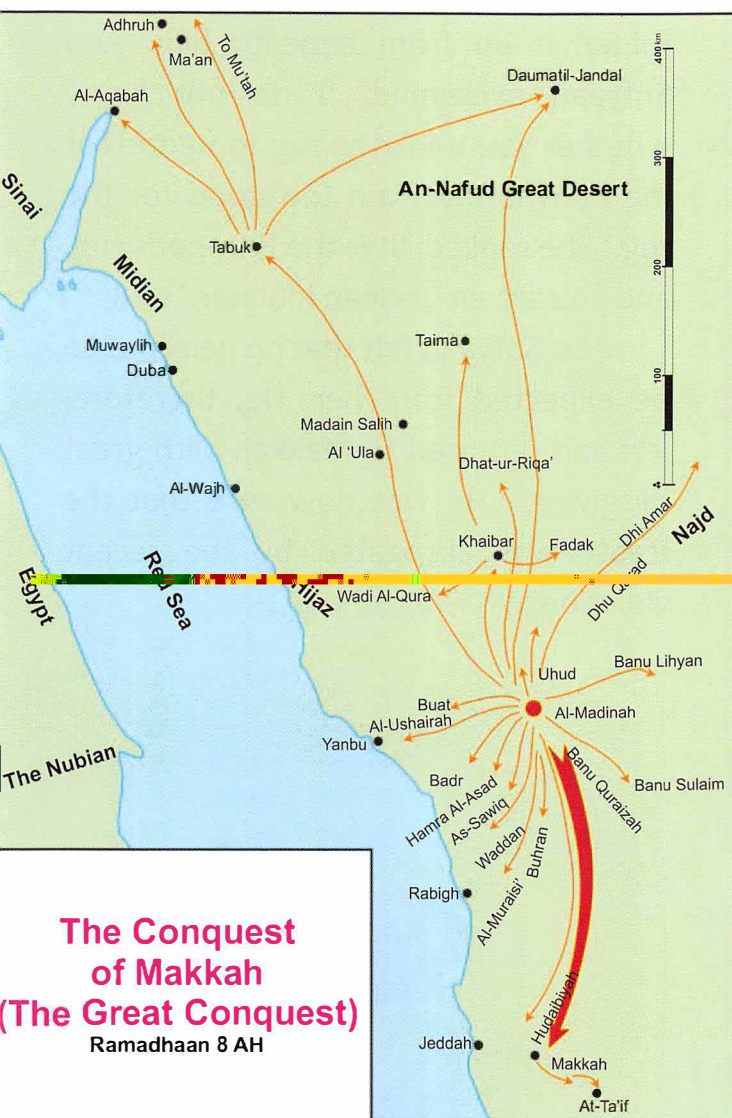 Adhruh
Ma'an
To Mu'tah
Al-Aqabah
Daumatil-Jandal
400 km
300
200
100
Sinai
An-Nafud Great Desert
Tabuk
Midian
Muwaylih
Duba
Taima
Madain Salih
Al 'Ula
Dhat-ur-Riqa'
Al-Wajh
Khaibar
Fadak
Dhi Amar
Najd
Egypt
Red Sea
Hijaz
Wadi Al-Qura
Dhu Qarad
Uhud
Banu Lihyan
Buat
Al-Madinah
Al-Ushairah
Yanbu
The Nubian
Badr
Hamra Al-Asad
As-Sawiq
Waddan
Buhran
Al-Muraisi'
Banu Quraizah
Banu Sulaim
Rabigh
The Conquest
of Makkah
(The Great Conquest)
Ramadhaan 8 AH
Hudaibiyah
Jeddah
Makkah
At-Ta'if